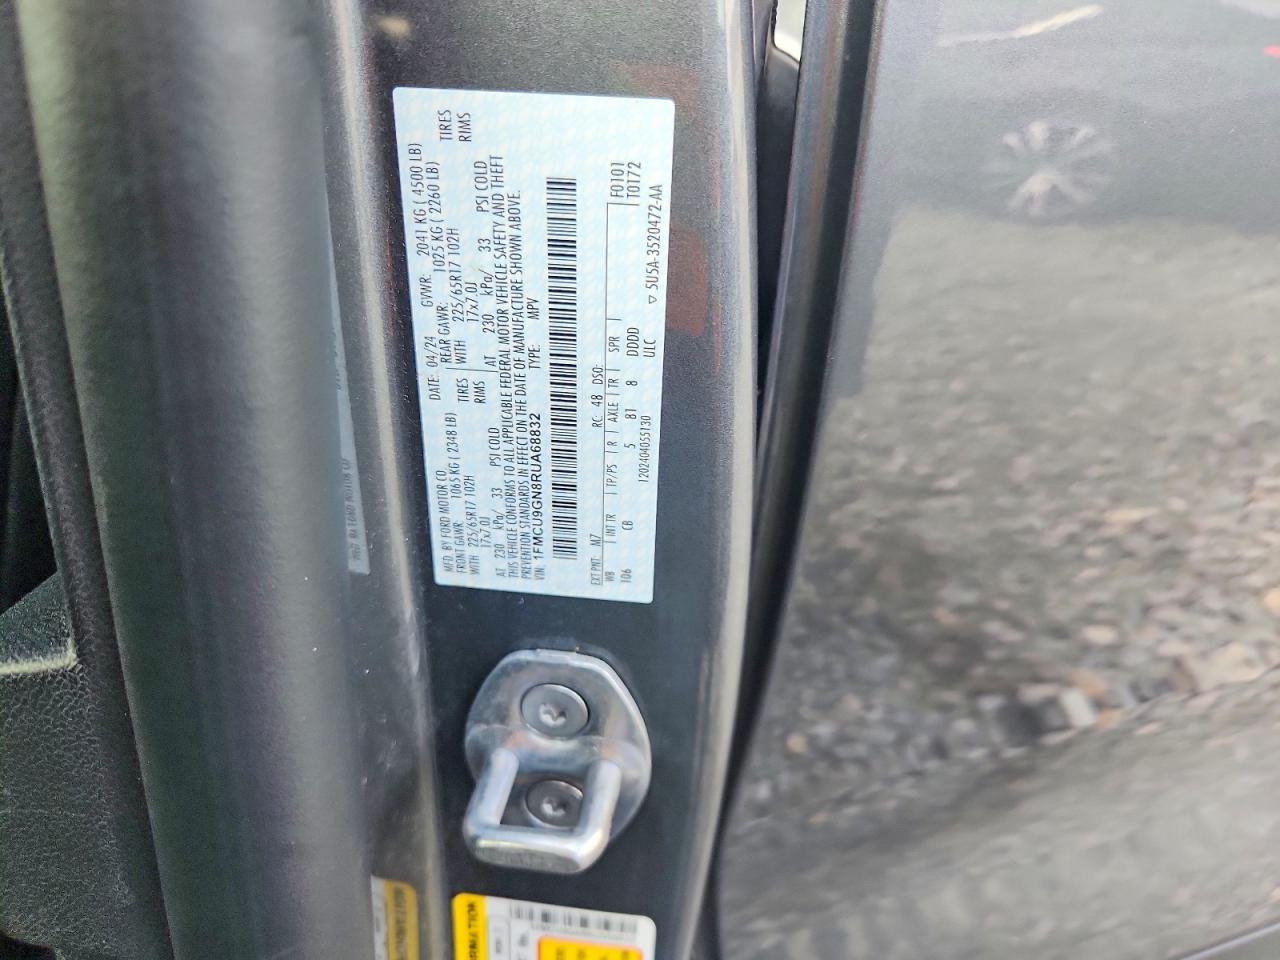 MFD. BY FORD MOTOR CO.
DATE: 04/24 GVWR: 2041 KG ( 4500 LB)
FRONT GAWR: 1065 KG ( 2348 LB) REAR GAWR: 1025 KG ( 2260 LB)
WITH 225/65R17 102H TIRES WITH 225/65R17 102H TIRES
17x7.0J RIMS 17x7.0J RIMS
AT 230 kPa/ 33 PSI COLD AT 230 kPa/ 33 PSI COLD
THIS VEHICLE CONFORMS TO ALL APPLICABLE FEDERAL MOTOR VEHICLE SAFETY AND THEFT
PREVENTION STANDARDS IN EFFECT ON THE DATE OF MANUFACTURE SHOWN ABOVE.
VIN: 1FMCU9GN8RUA68832 TYPE: MPV
EXT PNT: M7 RC: 48 DSO:
WB INT TR TP/PS R AXLE TR SPR F0101
106 CB 5 81 8 DDDD T0172
1202404055130 ULC ▽ 5U5A-3520472-AA